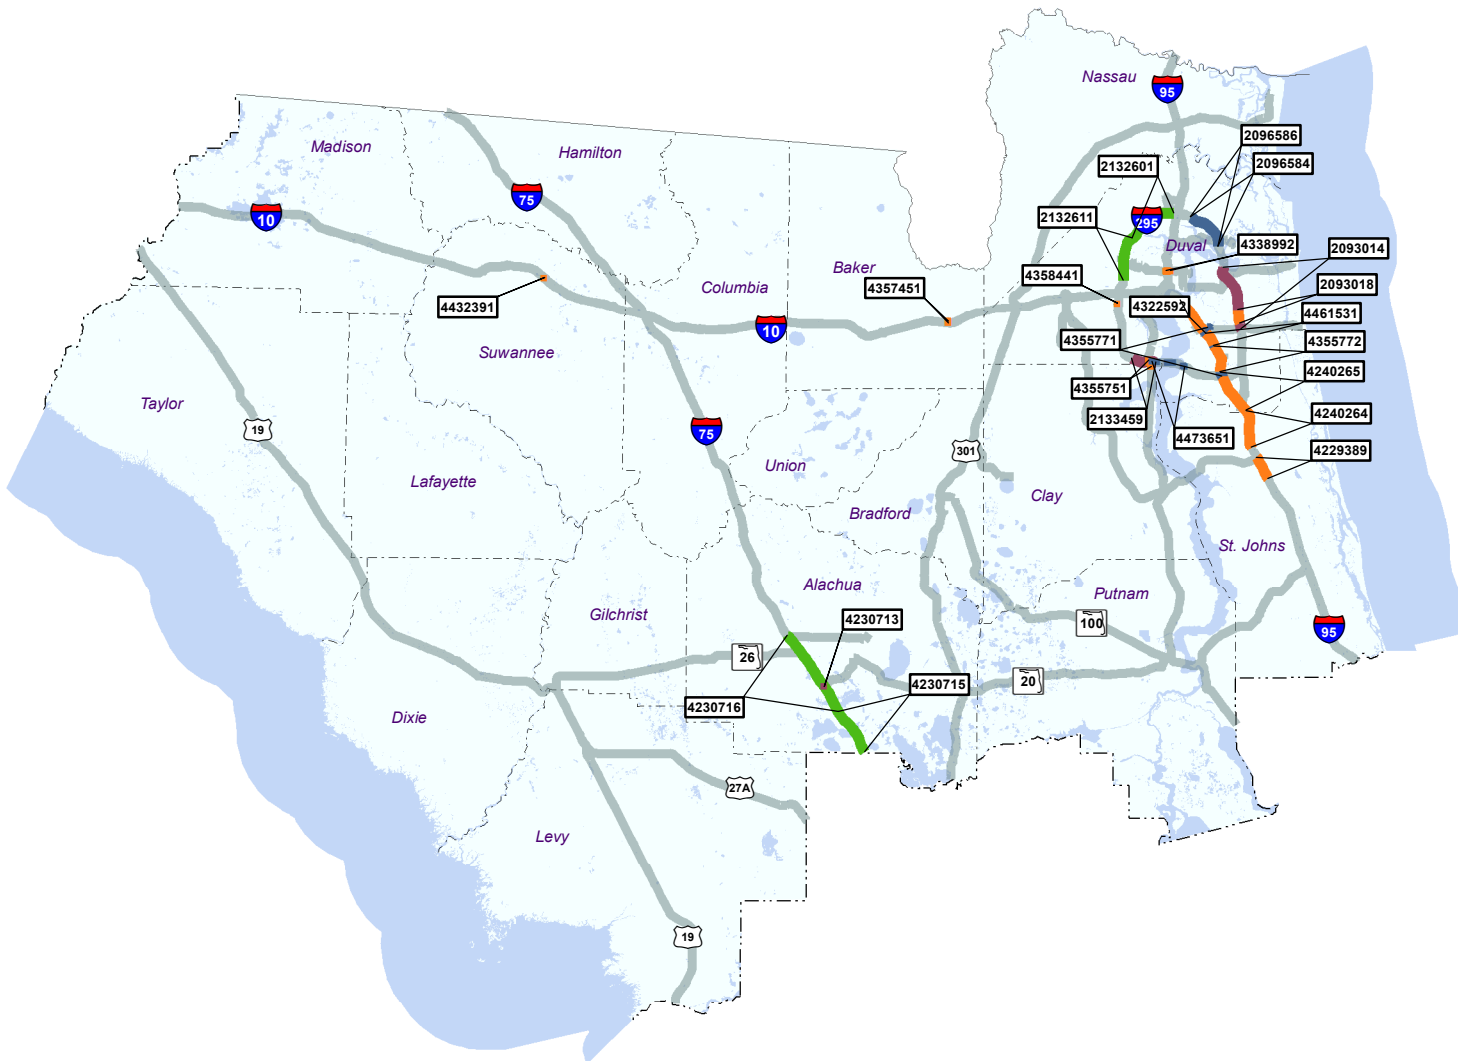 Nassau
95
2096586
Madison
Hamilton
2132601
2096584
75
10
2132611
295
Duval
4338992
2093014
Baker
4358441
4357451
Columbia
2093018
4432391
4322592
4461531
10
4355771
4355772
Suwannee
4240265
4355751
Taylor
2133459
4240264
19
75
4473651
301
4229389
Union
Lafayette
Clay
Bradford
St. Johns
Alachua
Putnam
Gilchrist
4230713
100
95
26
20
4230715
4230716
Dixie
27A
Levy
19